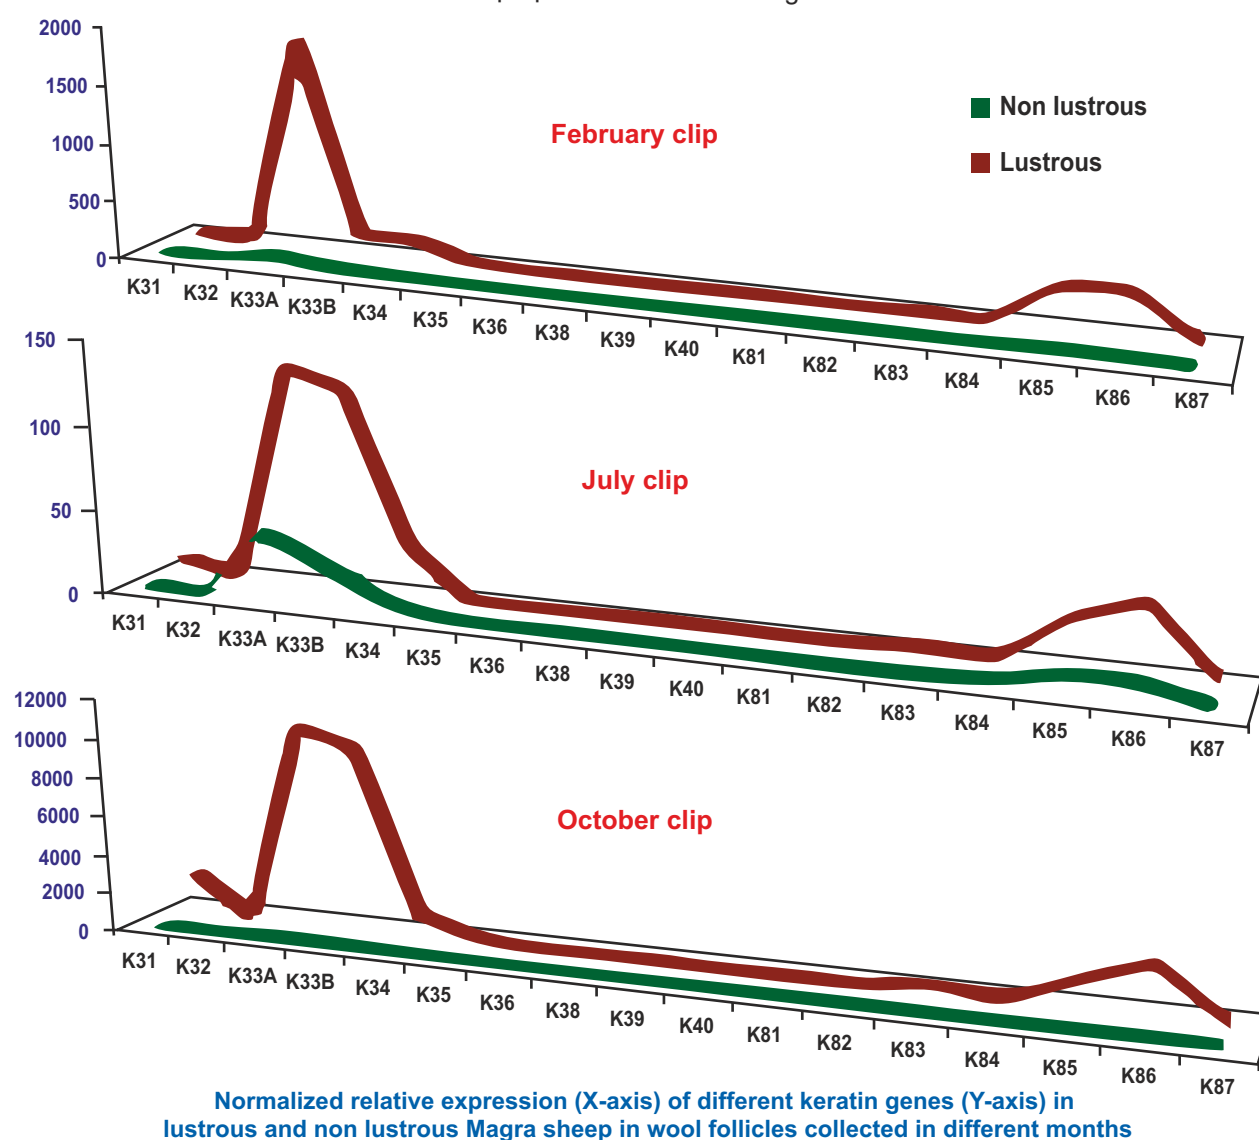 2000
1500
1000
500
0
February clip
Non lustrous
Lustrous
K31 K32 K33A K33B K34 K35 K36 K38 K39 K40 K81 K82 K83 K84 K85 K86 K87
150
100
50
0
July clip
K31 K32 K33A K33B K34 K35 K36 K38 K39 K40 K81 K82 K83 K84 K85 K86 K87
12000
10000
8000
6000
4000
2000
0
October clip
K31 K32 K33A K33B K34 K35 K36 K38 K39 K40 K81 K82 K83 K84 K85 K86 K87
Normalized relative expression (X-axis) of different keratin genes (Y-axis) in
lustrous and non lustrous Magra sheep in wool follicles collected in different months